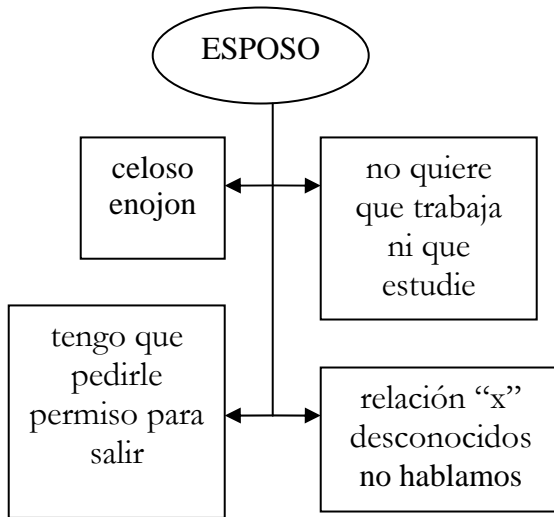 ESPOSO
celoso
enojon
no quiere
que trabaja
ni que
estudie
tengo que
pedirle
permiso para
salir
relación “x”
desconocidos
no hablamos